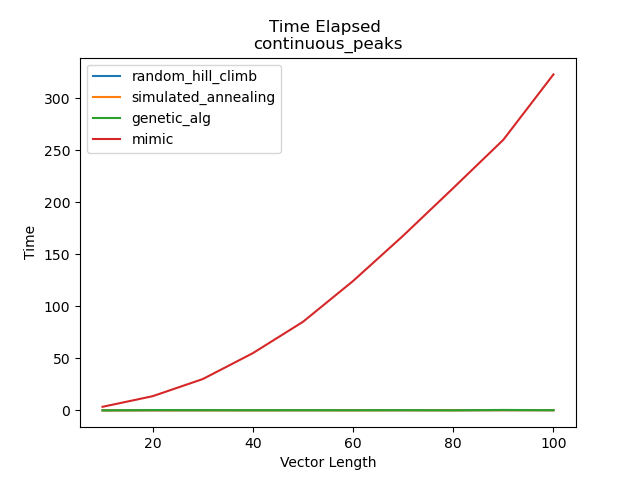 Time Elapsed
continuous_peaks
random_hill_climb
simulated_annealing
genetic_alg
mimic
300
250
200
150
100
50
0
Time
20 40 60 80 100
Vector Length